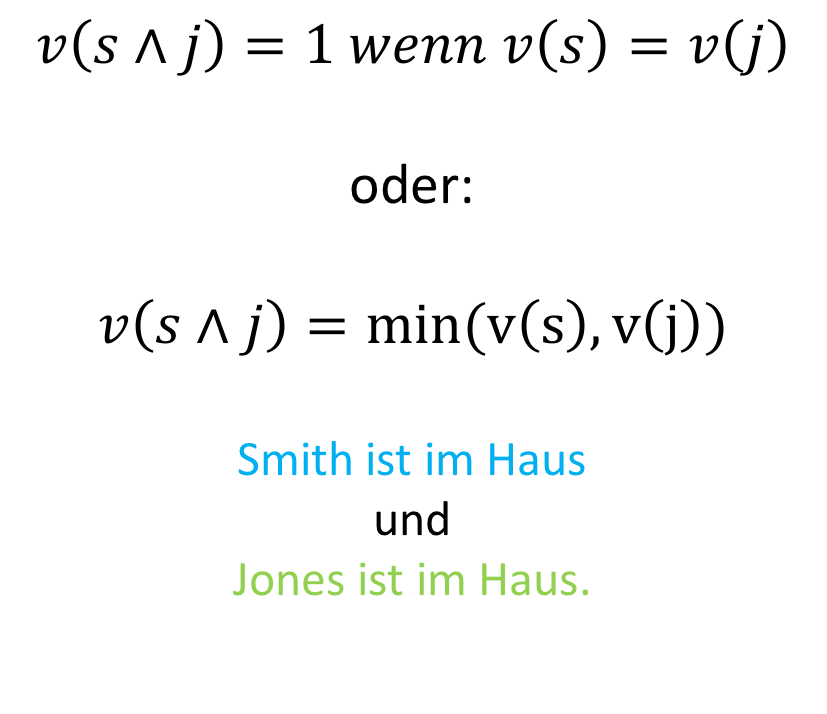 v(s ∧ j) = 1 wenn v(s) = v(j)
oder:
v(s ∧ j) = min(v(s), v(j))
Smith ist im Haus
und
Jones ist im Haus.